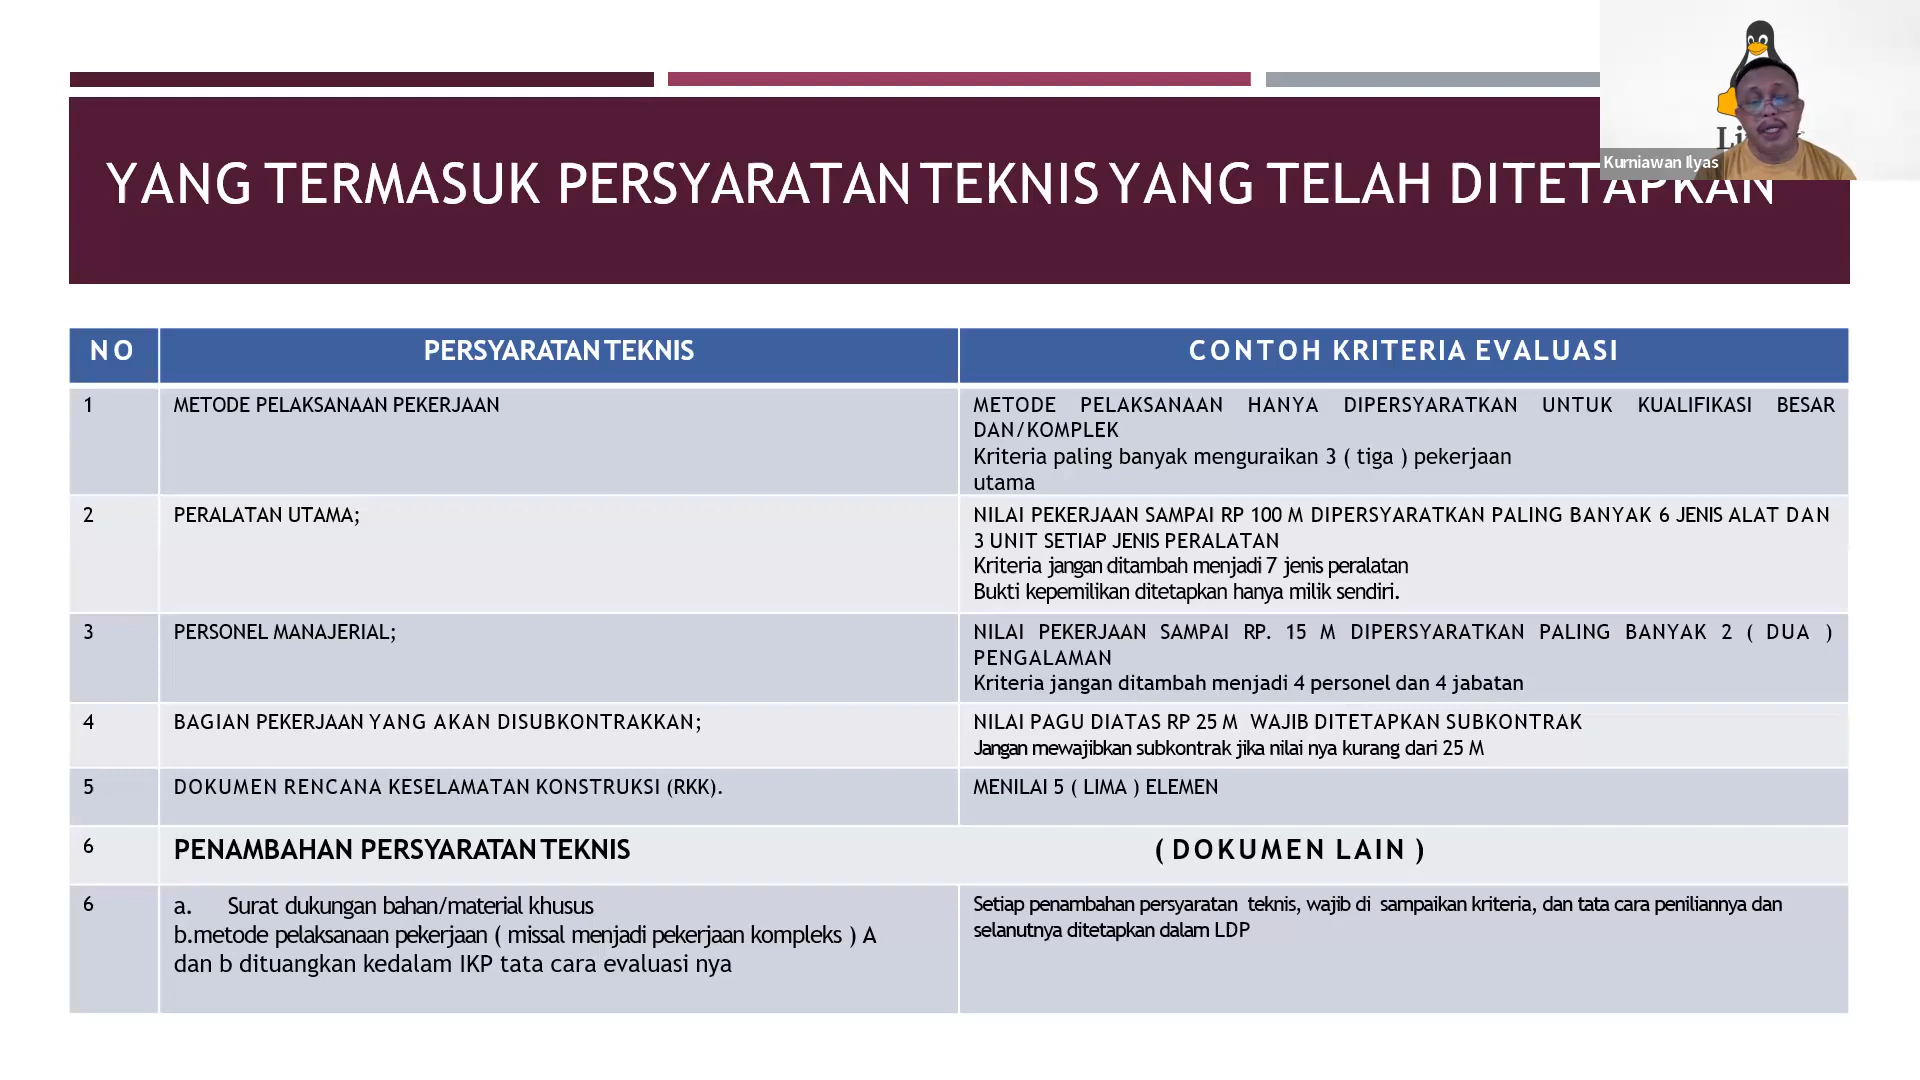 YANG TERMASUK PERSYARATAN TEKNIS YANG TELAH DITETAPKAN
Kurniawan Ilyas
NO
PERSYARATAN TEKNIS
CONTOH KRITERIA EVALUASI
1
METODE PELAKSANAAN PEKERJAAN
METODE PELAKSANAAN HANYA DIPERSYARATKAN UNTUK KUALIFIKASI BESAR
DAN/KOMPLEK
Kriteria paling banyak menguraikan 3 ( tiga ) pekerjaan
utama
2
PERALATAN UTAMA;
NILAI PEKERJAAN SAMPAI RP 100 M DIPERSYARATKAN PALING BANYAK 6 JENIS ALAT DAN
3 UNIT SETIAP JENIS PERALATAN
Kriteria jangan ditambah menjadi 7 jenis peralatan
Bukti kepemilikan ditetapkan hanya milik sendiri.
3
PERSONEL MANAJERIAL;
NILAI PEKERJAAN SAMPAI RP. 15 M DIPERSYARATKAN PALING BANYAK 2 ( DUA )
PENGALAMAN
Kriteria jangan ditambah menjadi 4 personel dan 4 jabatan
4
BAGIAN PEKERJAAN YANG AKAN DISUBKONTRAKKAN;
NILAI PAGU DIATAS RP 25 M WAJIB DITETAPKAN SUBKONTRAK
Jangan mewajibkan subkontrak jika nilai nya kurang dari 25 M
5
DOKUMEN RENCANA KESELAMATAN KONSTRUKSI (RKK).
MENILAI 5 ( LIMA ) ELEMEN
6
PENAMBAHAN PERSYARATAN TEKNIS ( DOKUMEN LAIN )
6
a. Surat dukungan bahan/material khusus
b.metode pelaksanaan pekerjaan ( missal menjadi pekerjaan kompleks ) A
dan b dituangkan kedalam IKP tata cara evaluasi nya
Setiap penambahan persyaratan teknis, wajib di sampaikan kriteria, dan tata cara peniliannya dan
selanutnya ditetapkan dalam LDP